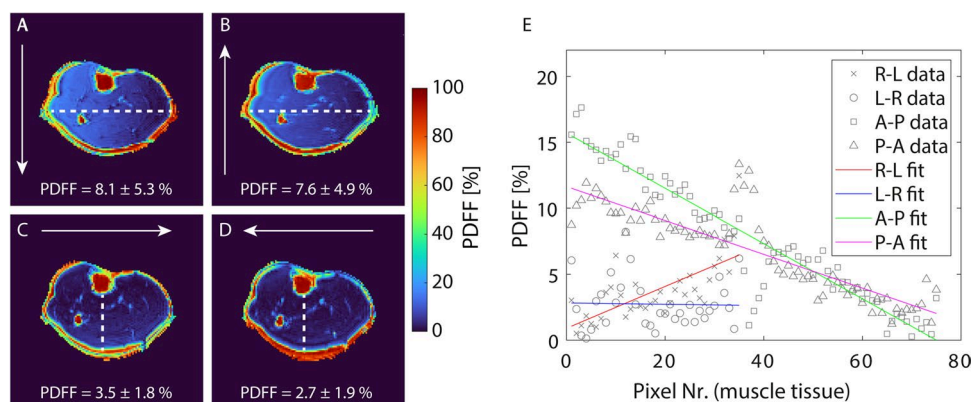 A
B
E
PDFF = 8.1 ± 5.3 %
PDFF = 7.6 ± 4.9 %
C
D
PDFF = 3.5 ± 1.8 %
PDFF = 2.7 ± 1.9 %
100
80
60
40
20
0
PDFF [%]
PDFF [%]
20
15
10
5
0
0
20
40
60
80
Pixel Nr. (muscle tissue)
R-L data
L-R data
A-P data
P-A data
R-L fit
L-R fit
A-P fit
P-A fit